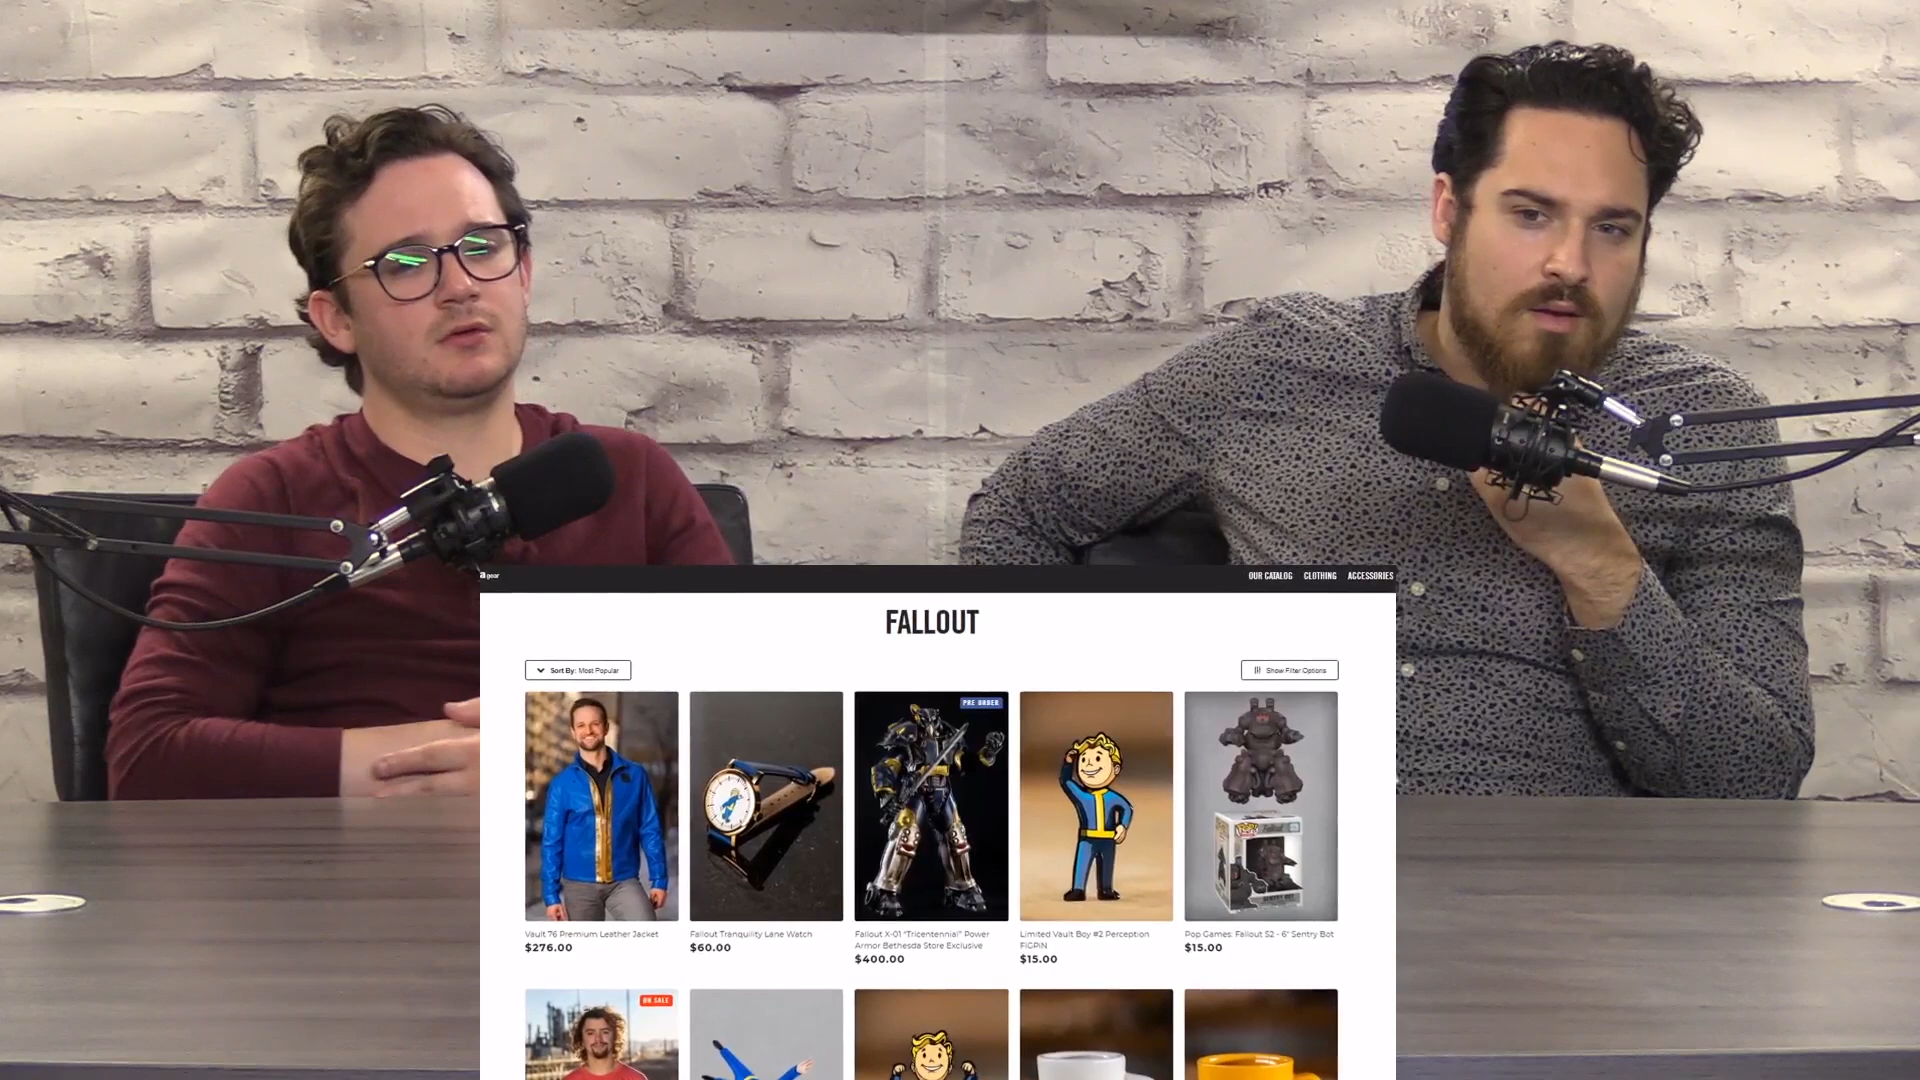 a gear
OUR CATALOG CLOTHING ACCESSORIES
FALLOUT
Sort By: Most Popular
Show Filter Options
PRE ORDER
Vault 76 Premium Leather Jacket
$276.00
Fallout Tranquility Lane Watch
$60.00
Fallout X-01 "Tricentennial" Power
Armor Bethesda Store Exclusive
$400.00
Limited Vault Boy #2 Perception
FiGPiN
$15.00
Pop Games: Fallout S2 - 6" Sentry Bot
$15.00
ON SALE